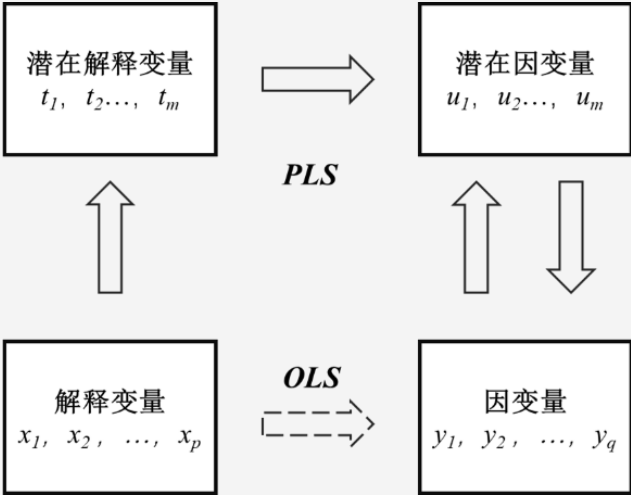 潜在解释变量
t₁, t₂…, tₘ
潜在因变量
u₁, u₂…, uₘ
PLS
OLS
解释变量
x₁, x₂, …, xₚ
因变量
y₁, y₂, …, y_q